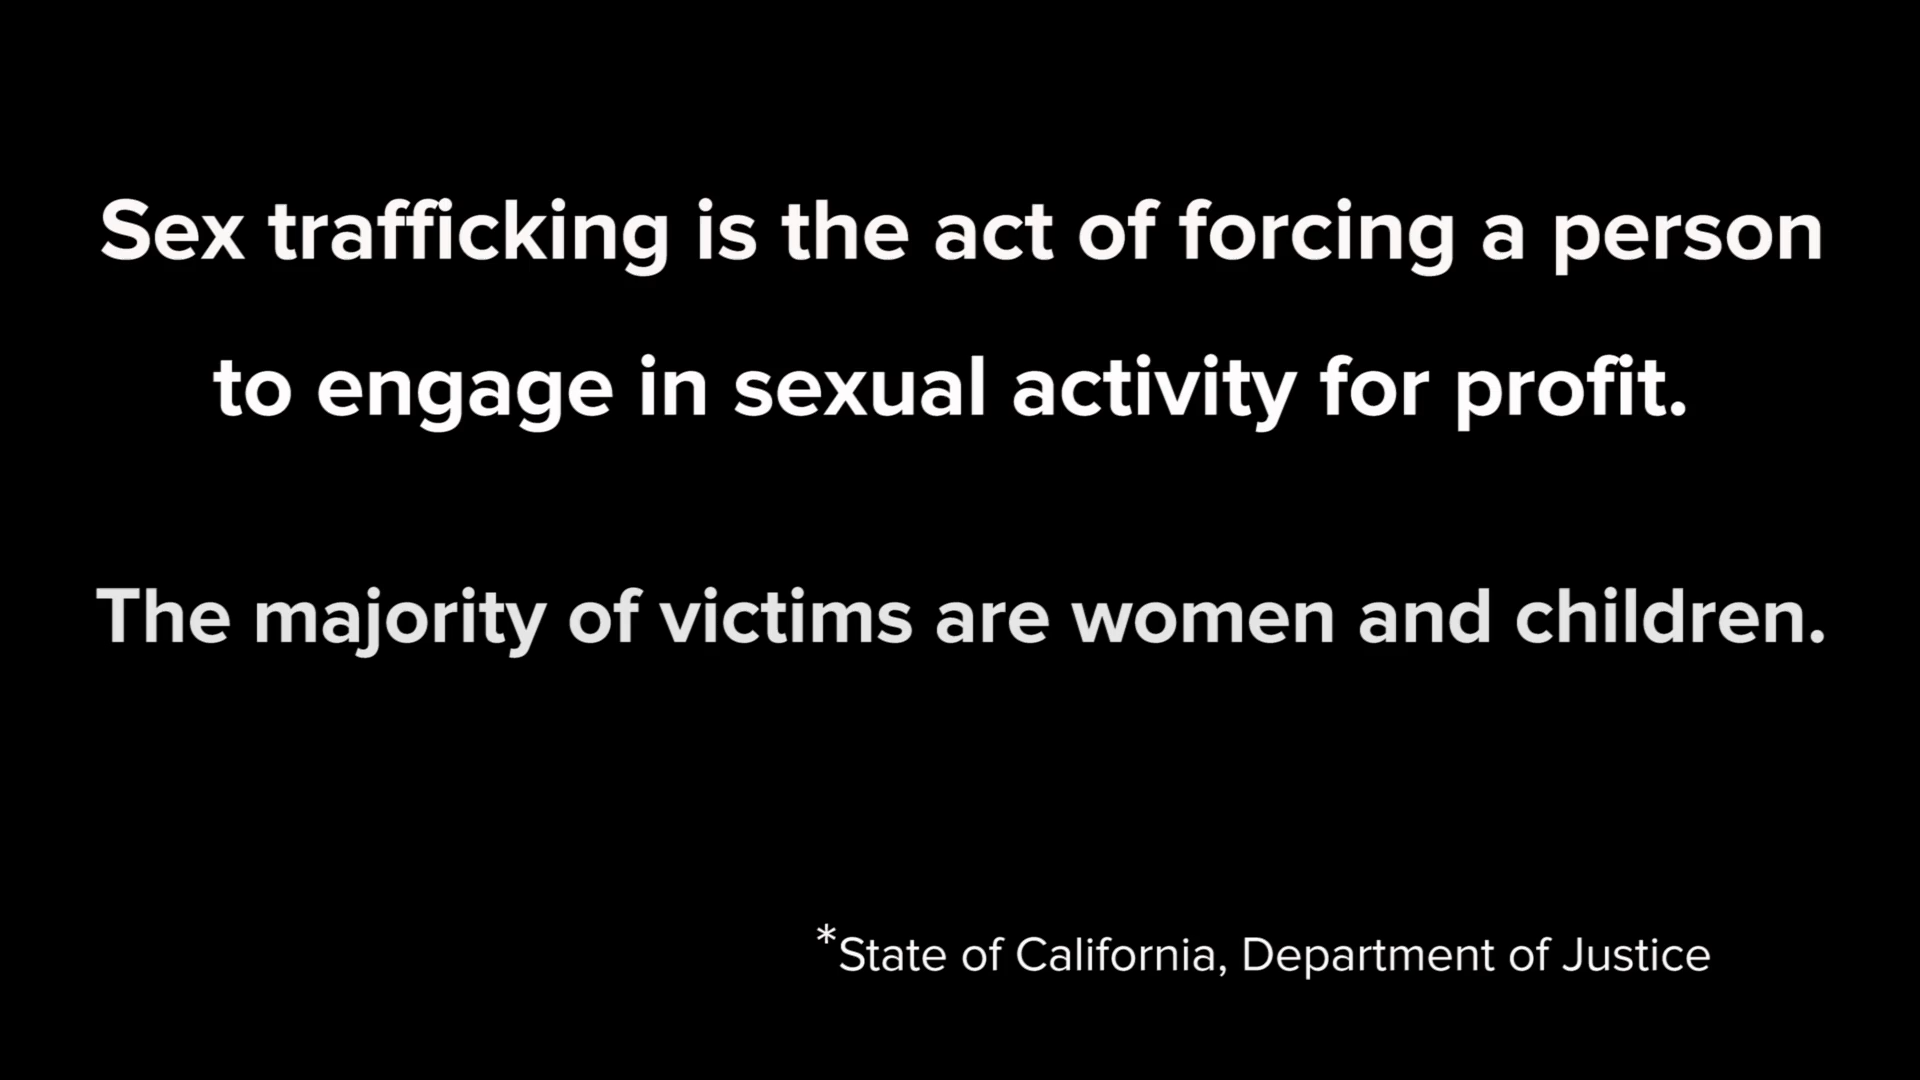 Sex trafficking is the act of forcing a person
to engage in sexual activity for profit.
The majority of victims are women and children.
*State of California, Department of Justice